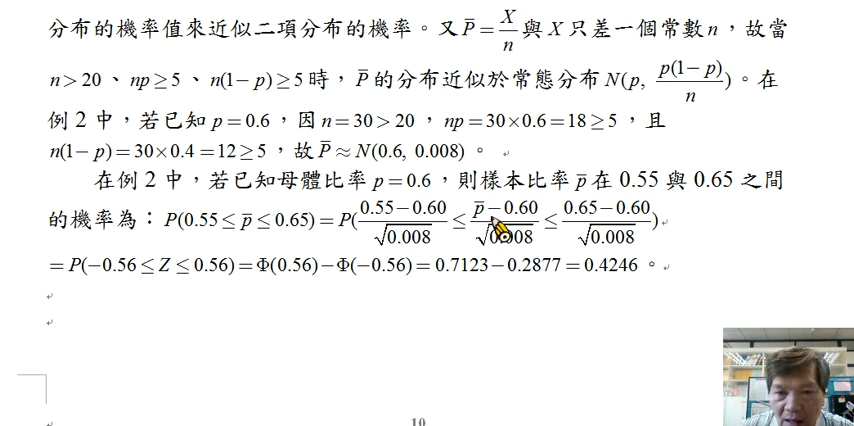 分布的機率值來近似二項分布的機率。又 P̅ = X/n 與 X 只差一個常數 n，故當
n > 20、np ≥ 5、n(1−p) ≥ 5 時，P̅ 的分布近似於常態分布 N(p, p(1−p)/n)。在
例 2 中，若已知 p = 0.6，因 n = 30 > 20，np = 30×0.6 = 18 ≥ 5，且
n(1−p) = 30×0.4 = 12 ≥ 5，故 P̅ ≈ N(0.6, 0.008)。
在例 2 中，若已知母體比率 p = 0.6，則樣本比率 p̅ 在 0.55 與 0.65 之間
的機率為：P(0.55 ≤ p̅ ≤ 0.65) = P((0.55−0.60)/√0.008 ≤ (p̅−0.60)/√0.008 ≤ (0.65−0.60)/√0.008)
= P(−0.56 ≤ Z ≤ 0.56) = Φ(0.56) − Φ(−0.56) = 0.7123 − 0.2877 = 0.4246。
10